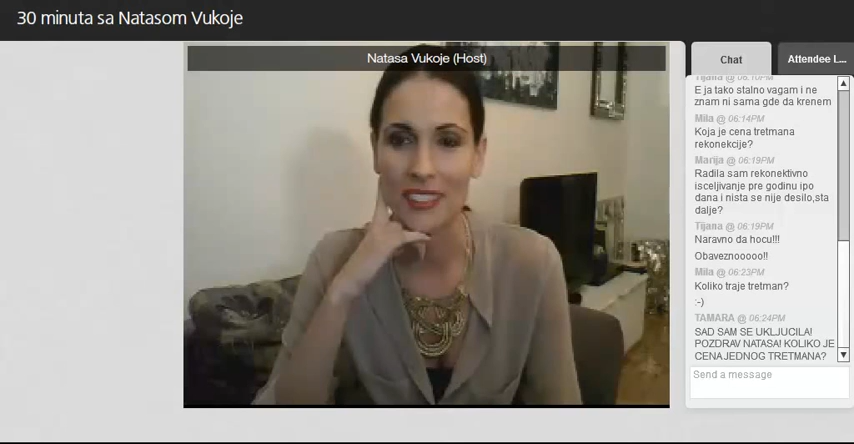 30 minuta sa Natasom Vukoje
Natasa Vukoje (Host)
Chat
Attendee L...
Tijana @ 06:10PM
E ja tako stalno vagam i ne
znam ni sama gde da krenem
Mila @ 06:14PM
Koja je cena tretmana
rekonekcije?
Marija @ 06:19PM
Radila sam rekonektivno
isceljivanje pre godinu ipo
dana i nista se nije desilo,sta
dalje?
Tijana @ 06:19PM
Naravno da hocu!!!
Obaveznooooo!!
Mila @ 06:23PM
Koliko traje tretman?
:-)
TAMARA @ 06:24PM
SAD SAM SE UKLJUCILA!
POZDRAV NATASA! KOLIKO JE
CENA JEDNOG TRETMANA?
Send a message